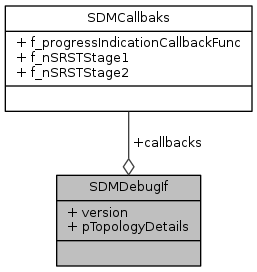 SDMCallbaks
+ f_progressIndicationCallbackFunc
+ f_nSRSTStage1
+ f_nSRSTStage2
+callbacks
SDMDebugIf
+ version
+ pTopologyDetails